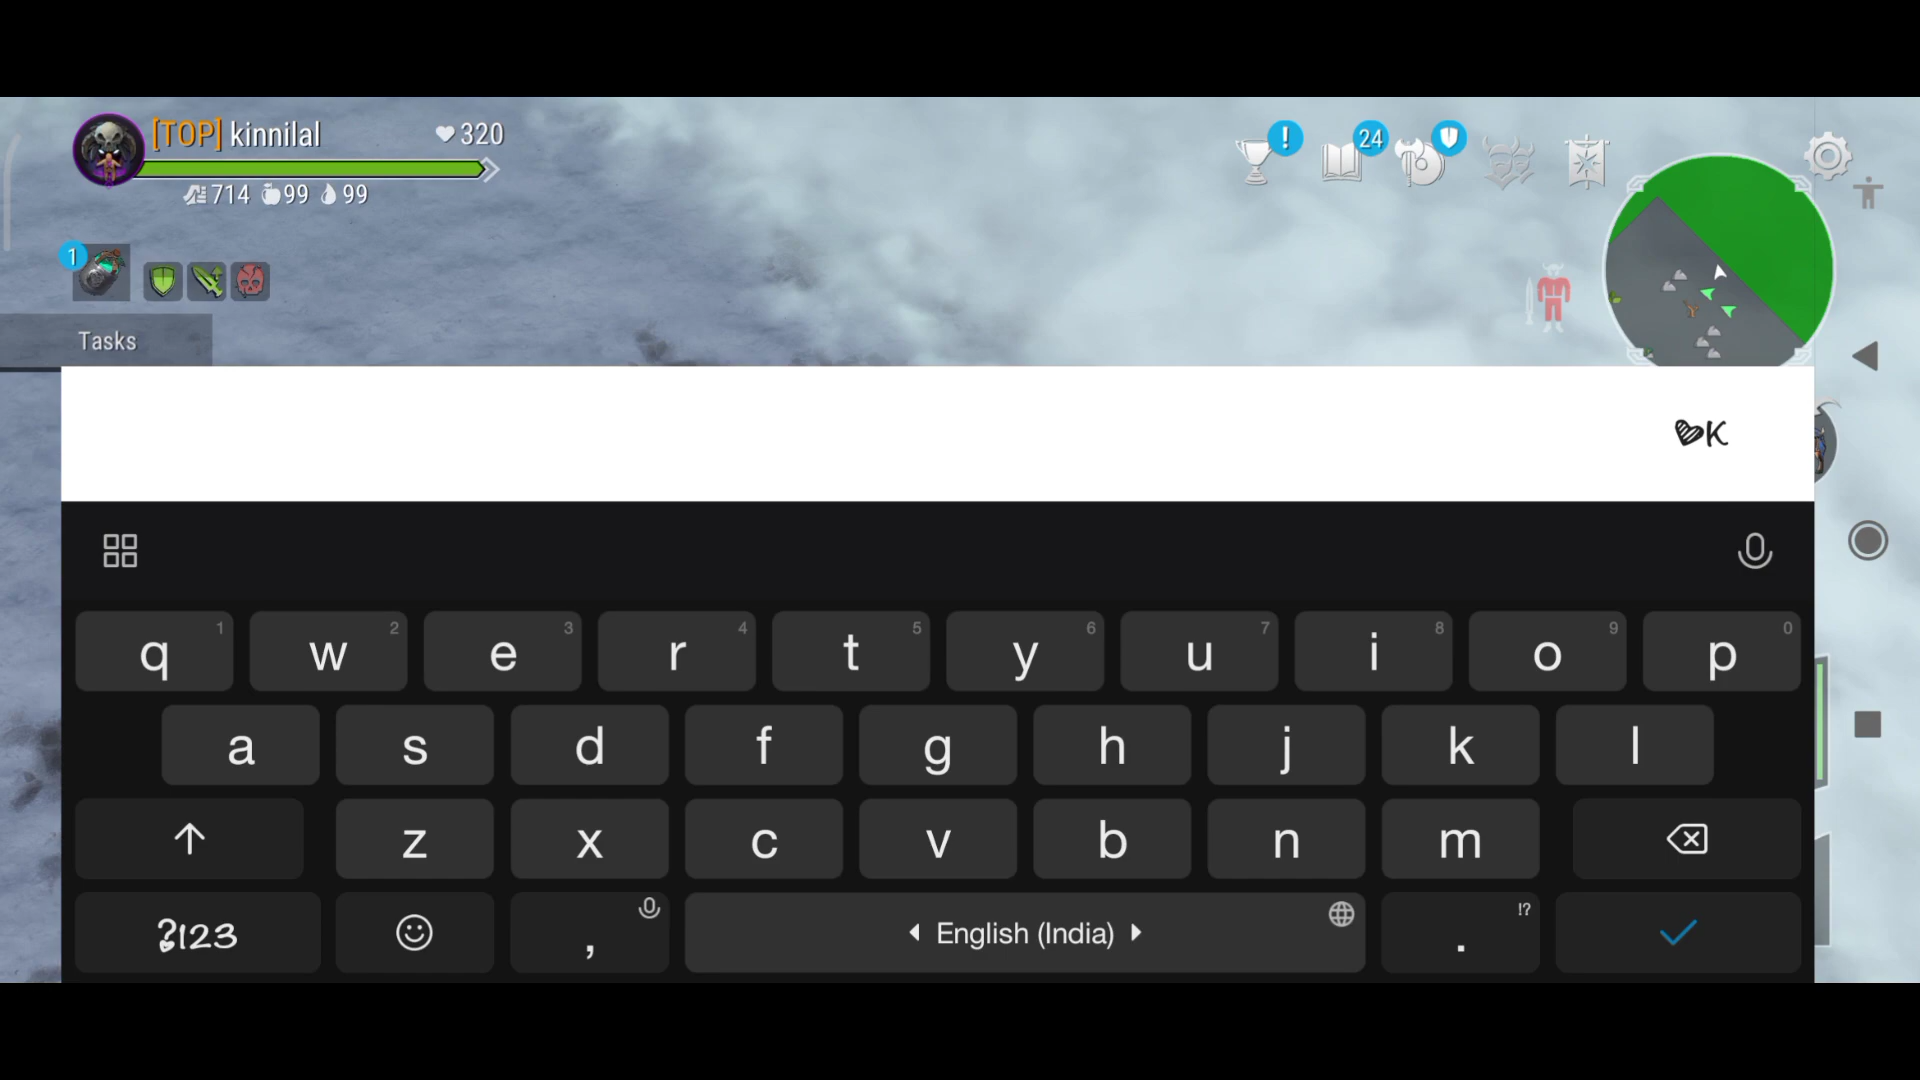 [TOP] kinnilal 320
714 99 99
! 24
1
Tasks
OK
q 1 w 2 e 3 r 4 t 5 y 6 u 7 i 8 o 9 p 0
a s d f g h j k l
z x c v b n m
?123 , English (India) . !?